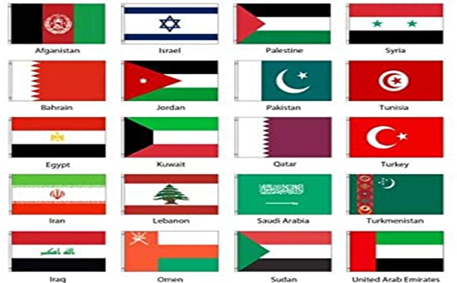 Afganistan Israel Palestine Syria
Bahrain Jordan Pakistan Tunisia
Egypt Kuwait Qatar Turkey
Iran Lebanon Saudi Arabia Turkmenistan
Iraq Omen Sudan United Arab Emirates